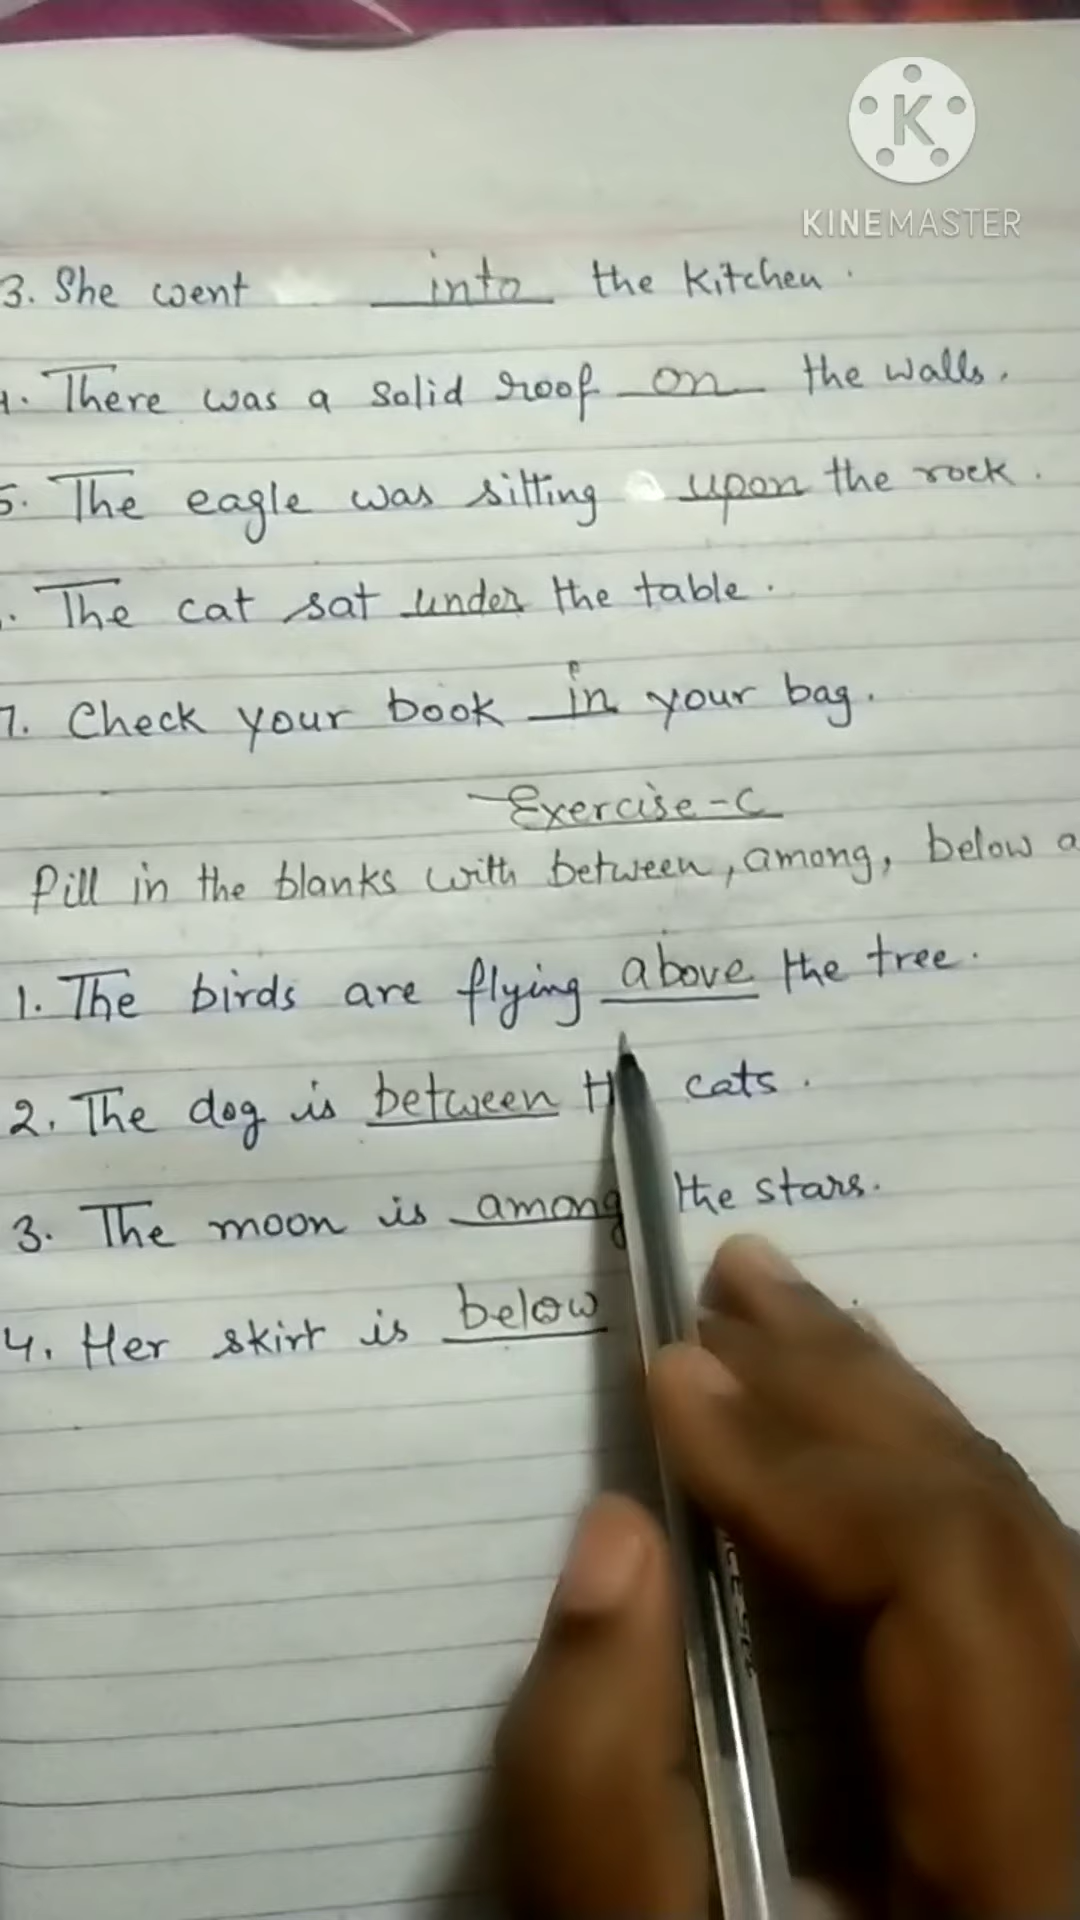 K
KINEMASTER
3. She went into the kitchen.
4. There was a solid roof on the walls.
5. The eagle was sitting upon the rock.
. The cat sat under the table.
7. Check your book in your bag.
Exercise-C
Fill in the blanks with between, among, below a
1. The birds are flying above the tree.
2. The dog is between cats.
3. The moon is among the stars.
4. Her skirt is below